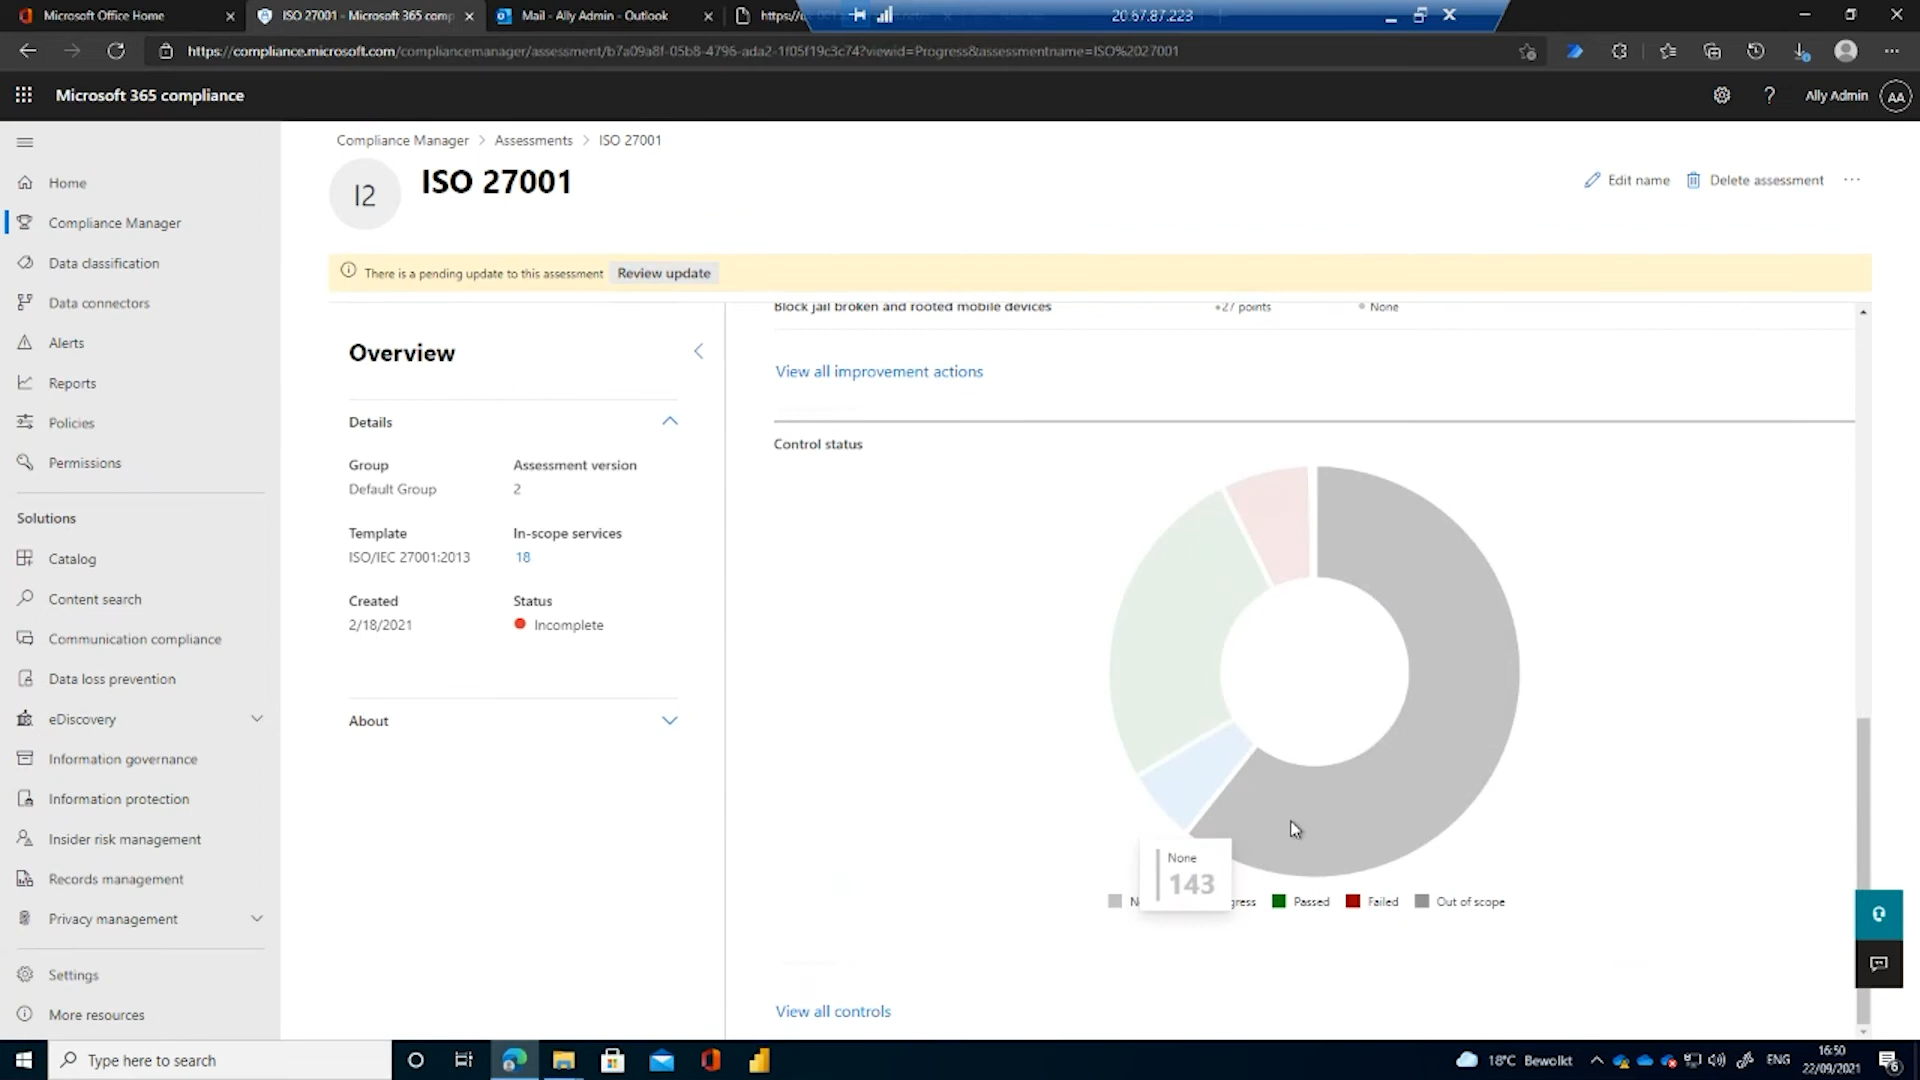 Microsoft Office Home
ISO 27001 - Microsoft 365 comp
Mail - Ally Admin - Outlook
20.67.87.223
https://compliance.microsoft.com/compliancemanager/assessment/b7a09a8f-05b8-4796-ada2-1f05f19c3c74?viewid=Progress&assessmentname=ISO%2027001
Microsoft 365 compliance
Ally Admin
AA
Home
Compliance Manager
Data classification
Data connectors
Alerts
Reports
Policies
Permissions
Solutions
Catalog
Content search
Communication compliance
Data loss prevention
eDiscovery
Information governance
Information protection
Insider risk management
Records management
Privacy management
Settings
More resources
Compliance Manager > Assessments > ISO 27001
I2
ISO 27001
Edit name
Delete assessment
There is a pending update to this assessment
Review update
Overview
Details
Group
Assessment version
Default Group
2
Template
In-scope services
ISO/IEC 27001:2013
18
Created
Status
2/18/2021
Incomplete
About
Block jail broken and rooted mobile devices
+27 points
None
View all improvement actions
Control status
None
143
Passed
Failed
Out of scope
View all controls
Type here to search
18°C Bewolkt
ENG
16:50
22/09/2021
6